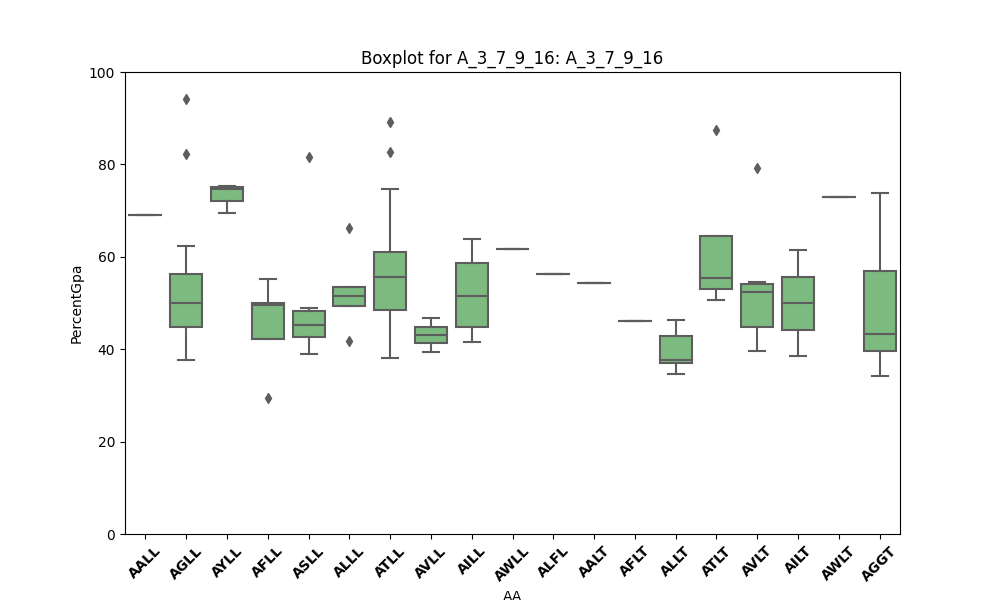 Boxplot for A_3_7_9_16: A_3_7_9_16
PercentGpa
100
80
60
40
20
0
AALL AGLL AYLL AFLL ASLL ALLL ATLL AVLL AILL AWLL ALFL AALT AFLT ALLT ATLT AVLT AILT AWLT AGGT
AA